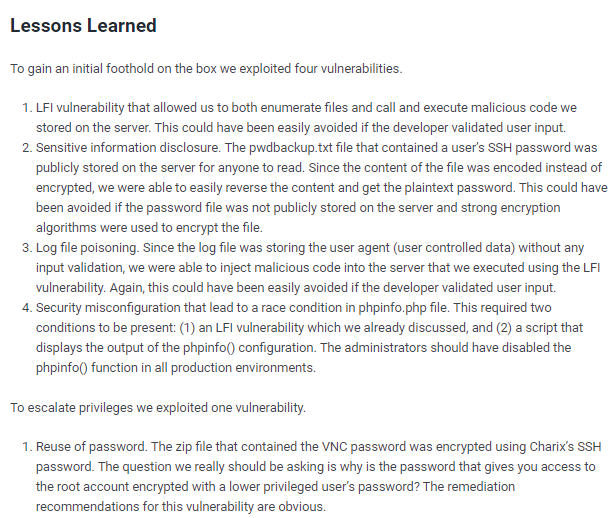 Lessons Learned
To gain an initial foothold on the box we exploited four vulnerabilities.
1. LFI vulnerability that allowed us to both enumerate files and call and execute malicious code we
stored on the server. This could have been easily avoided if the developer validated user input.
2. Sensitive information disclosure. The pwdbackup.txt file that contained a user's SSH password was
publicly stored on the server for anyone to read. Since the content of the file was encoded instead of
encrypted, we were able to easily reverse the content and get the plaintext password. This could have
been avoided if the password file was not publicly stored on the server and strong encryption
algorithms were used to encrypt the file.
3. Log file poisoning. Since the log file was storing the user agent (user controlled data) without any
input validation, we were able to inject malicious code into the server that we executed using the LFI
vulnerability. Again, this could have been easily avoided if the developer validated user input.
4. Security misconfiguration that lead to a race condition in phpinfo.php file. This required two
conditions to be present: (1) an LFI vulnerability which we already discussed, and (2) a script that
displays the output of the phpinfo() configuration. The administrators should have disabled the
phpinfo() function in all production environments.
To escalate privileges we exploited one vulnerability.
1. Reuse of password. The zip file that contained the VNC password was encrypted using Charix's SSH
password. The question we really should be asking is why is the password that gives you access to
the root account encrypted with a lower privileged user's password? The remediation
recommendations for this vulnerability are obvious.